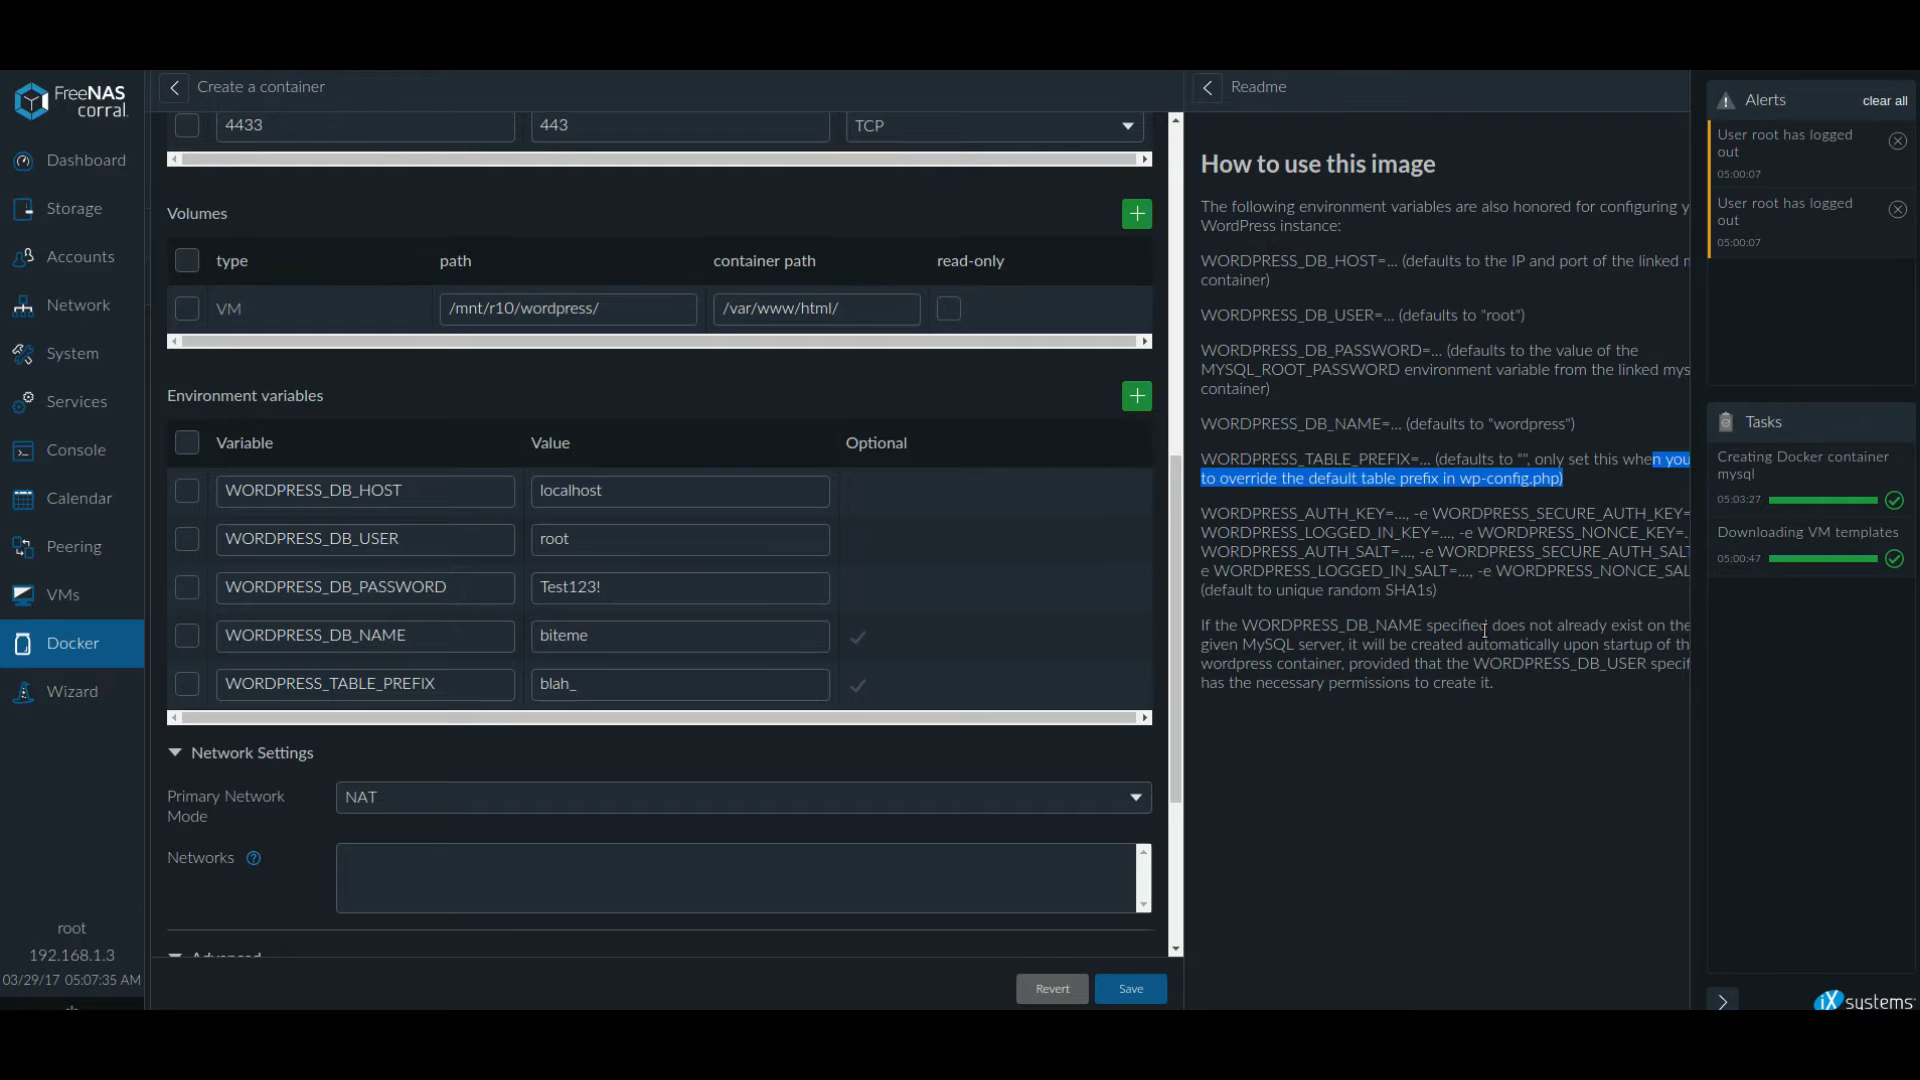 FreeNAS
corral.
Dashboard
Storage
Accounts
Network
System
Services
Console
Calendar
Peering
VMs
Docker
Wizard
root
192.168.1.3
03/29/17 05:07:35 AM
Create a container
4433 443 TCP
Volumes
type path container path read-only
VM /mnt/r10/wordpress/ /var/www/html/
Environment variables
Variable Value Optional
WORDPRESS_DB_HOST localhost
WORDPRESS_DB_USER root
WORDPRESS_DB_PASSWORD Test123!
WORDPRESS_DB_NAME biteme
WORDPRESS_TABLE_PREFIX blah_
Network Settings
Primary Network
Mode
NAT
Networks
Revert Save
Readme
How to use this image
The following environment variables are also honored for configuring y
WordPress instance:
WORDPRESS_DB_HOST=... (defaults to the IP and port of the linked m
container)
WORDPRESS_DB_USER=... (defaults to "root")
WORDPRESS_DB_PASSWORD=... (defaults to the value of the
MYSQL_ROOT_PASSWORD environment variable from the linked mys
container)
WORDPRESS_DB_NAME=... (defaults to "wordpress")
WORDPRESS_TABLE_PREFIX=... (defaults to "", only set this when you
to override the default table prefix in wp-config.php)
WORDPRESS_AUTH_KEY=..., -e WORDPRESS_SECURE_AUTH_KEY=
WORDPRESS_LOGGED_IN_KEY=..., -e WORDPRESS_NONCE_KEY=..
WORDPRESS_AUTH_SALT=..., -e WORDPRESS_SECURE_AUTH_SALT
e WORDPRESS_LOGGED_IN_SALT=..., -e WORDPRESS_NONCE_SAL
(default to unique random SHA1s)
If the WORDPRESS_DB_NAME specified does not already exist on the
given MySQL server, it will be created automatically upon startup of th
wordpress container, provided that the WORDPRESS_DB_USER specif
has the necessary permissions to create it.
Alerts clear all
User root has logged
out
05:00:07
User root has logged
out
05:00:07
Tasks
Creating Docker container
mysql
05:03:27
Downloading VM templates
05:00:47
iXsystems